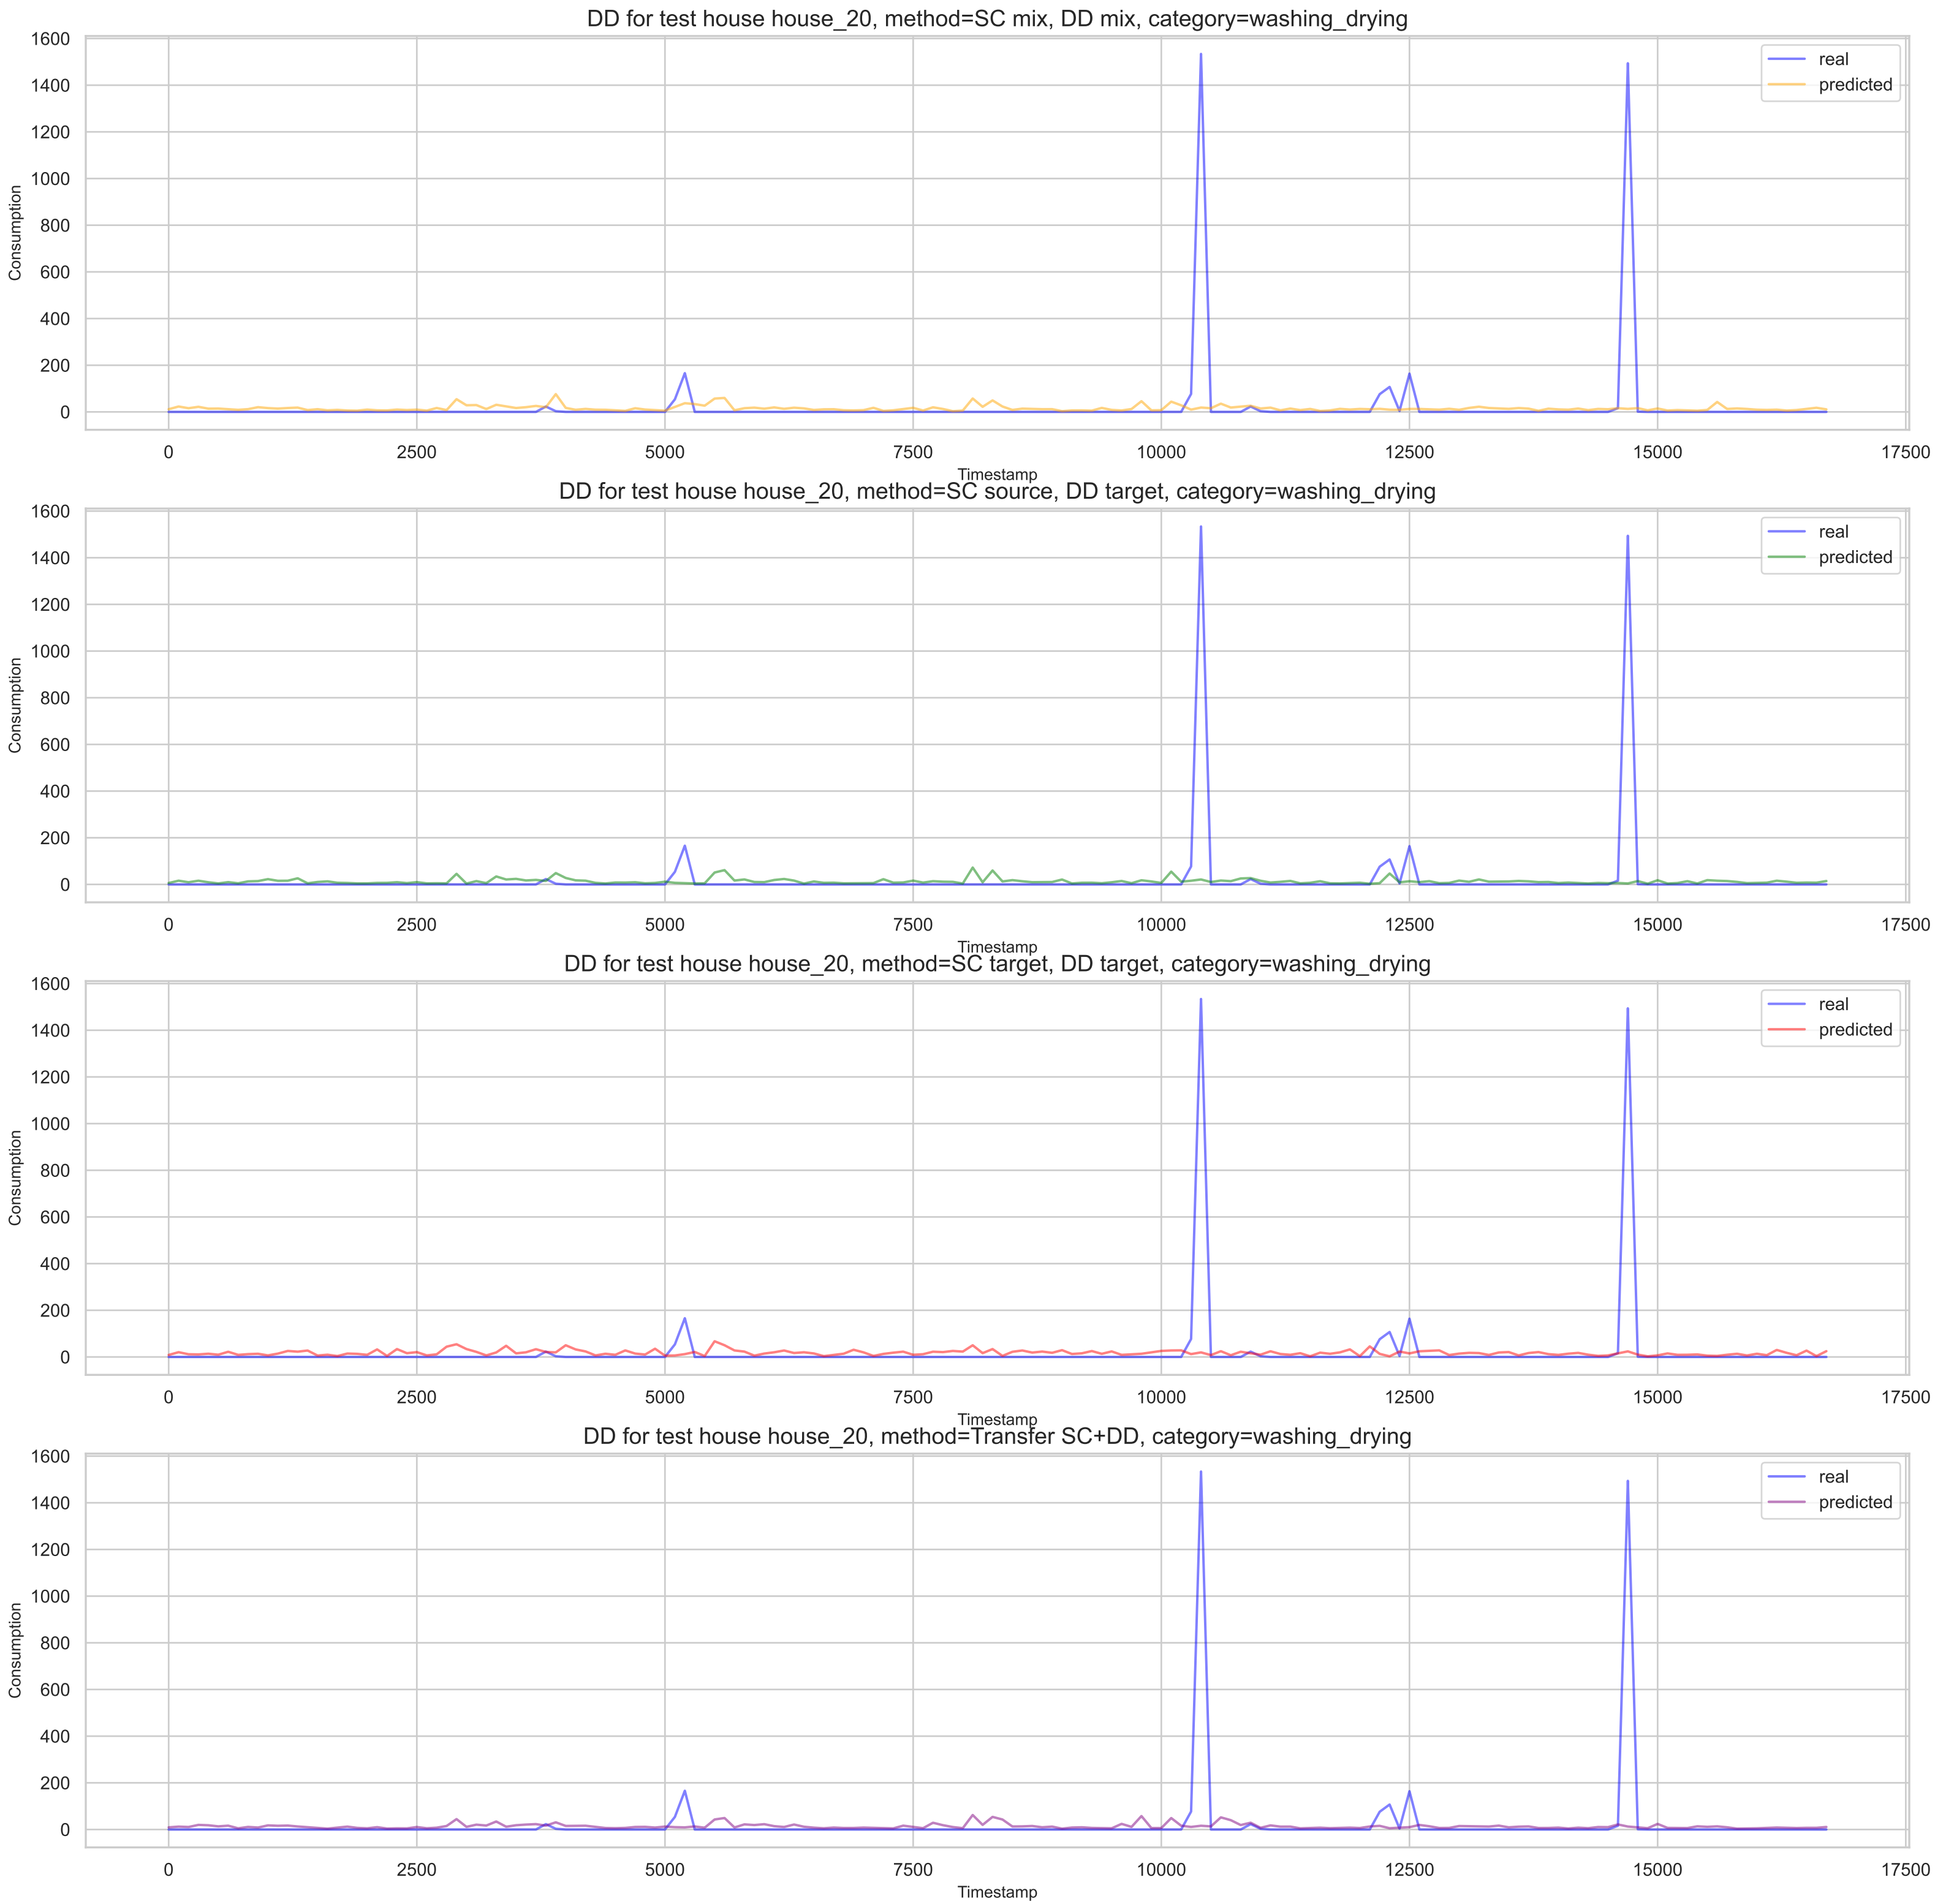 DD for test house house_20, method=SC mix, DD mix, category=washing_drying
1600
1400
1200
1000
800
600
400
200
0
Consumption
real
predicted
0 2500 5000 7500 10000 12500 15000 17500
Timestamp
DD for test house house_20, method=SC source, DD target, category=washing_drying
1600
1400
1200
1000
800
600
400
200
0
Consumption
real
predicted
0 2500 5000 7500 10000 12500 15000 17500
Timestamp
DD for test house house_20, method=SC target, DD target, category=washing_drying
1600
1400
1200
1000
800
600
400
200
0
Consumption
real
predicted
0 2500 5000 7500 10000 12500 15000 17500
Timestamp
DD for test house house_20, method=Transfer SC+DD, category=washing_drying
1600
1400
1200
1000
800
600
400
200
0
Consumption
real
predicted
0 2500 5000 7500 10000 12500 15000 17500
Timestamp